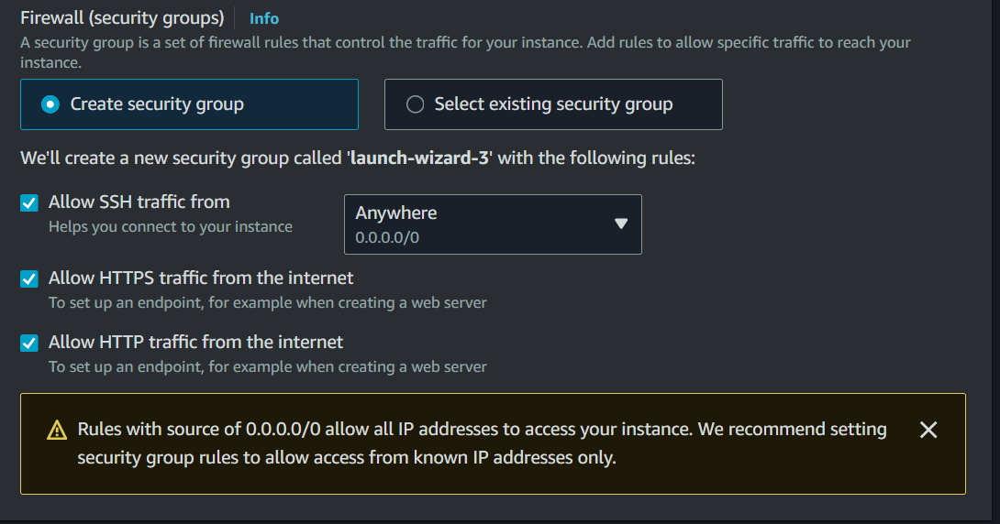 Firewall (security groups) Info
A security group is a set of firewall rules that control the traffic for your instance. Add rules to allow specific traffic to reach your
instance.
Create security group
Select existing security group
We'll create a new security group called 'launch-wizard-3' with the following rules:
Allow SSH traffic from
Helps you connect to your instance
Anywhere
0.0.0.0/0
Allow HTTPS traffic from the internet
To set up an endpoint, for example when creating a web server
Allow HTTP traffic from the internet
To set up an endpoint, for example when creating a web server
Rules with source of 0.0.0.0/0 allow all IP addresses to access your instance. We recommend setting
security group rules to allow access from known IP addresses only.